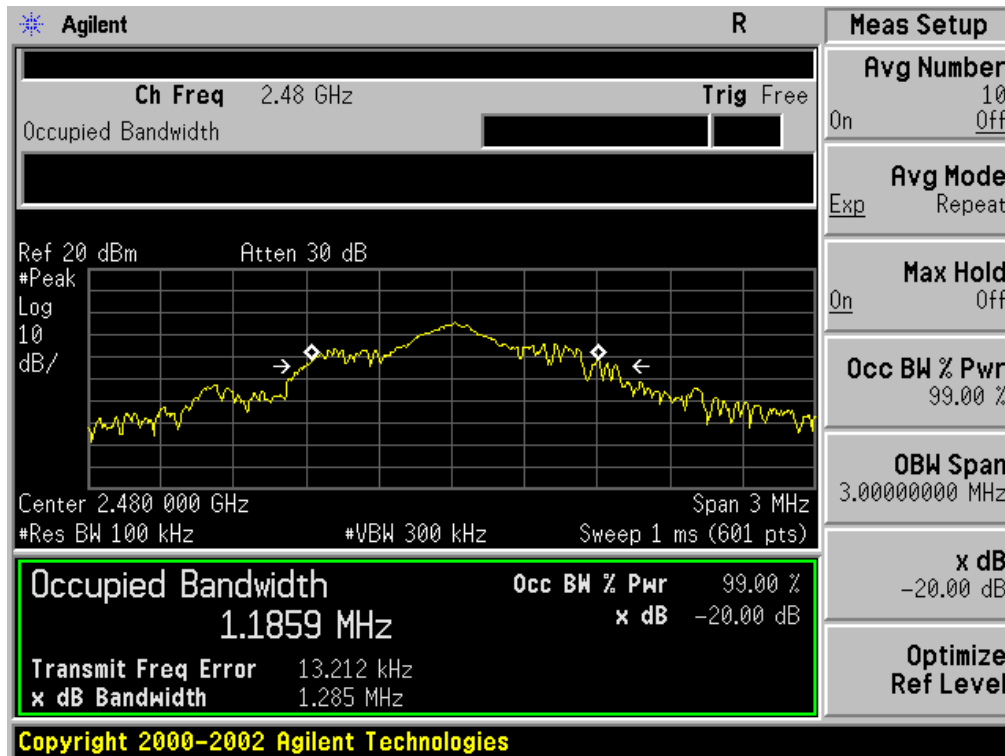 Agilent R
Ch Freq 2.48 GHz Trig Free
Occupied Bandwidth
Ref 20 dBm Atten 30 dB
#Peak
Log
10
dB/
Center 2.480 000 GHz Span 3 MHz
#Res BW 100 kHz #VBW 300 kHz Sweep 1 ms (601 pts)
Occupied Bandwidth
1.1859 MHz
Occ BW % Pwr 99.00 %
x dB -20.00 dB
Transmit Freq Error 13.212 kHz
x dB Bandwidth 1.285 MHz
Copyright 2000-2002 Agilent Technologies
Meas Setup
Avg Number
10
On Off
Avg Mode
Exp Repeat
Max Hold
On Off
Occ BW % Pwr
99.00 %
OBW Span
3.00000000 MHz
x dB
-20.00 dB
Optimize
Ref Level